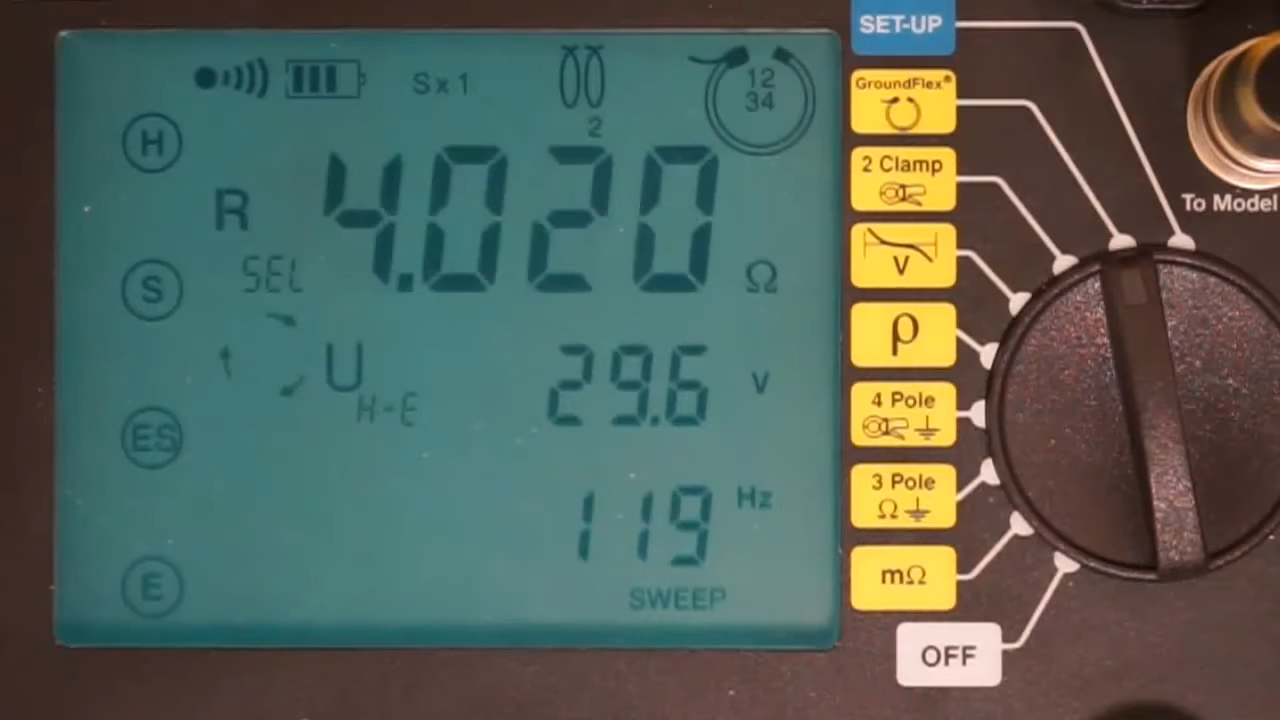 S x 1
2
12
34
H
R
4.020
Ω
SEL
S
U
H-E
29.6
V
ES
119
Hz
SWEEP
E
SET-UP
GroundFlex®
2 Clamp
V
ρ
4 Pole
3 Pole
Ω
mΩ
OFF
To Model